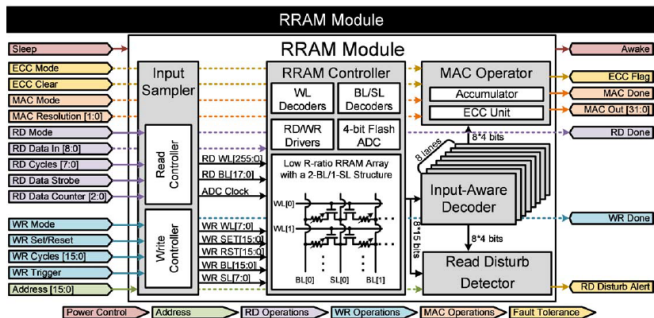 RRAM Module
RRAM Module
Sleep
ECC Mode
ECC Clear
MAC Mode
MAC Resolution [1:0]
RD Mode
RD Data In [8:0]
RD Cycles [7:0]
RD Data Strobe
RD Data Counter [2:0]
WR Mode
WR Set/Reset
WR Cycles [15:0]
WR Trigger
Address [15:0]
Input
Sampler
Read
Controller
Write
Controller
RD WL[255:0]
RD BL[17:0]
ADC Clock
WR WL[7:0]
WR SET[15:0]
WR RST[15:0]
WR BL[15:0]
WR SL[7:0]
RRAM Controller
WL
Decoders
BL/SL
Decoders
RD/WR
Drivers
4-bit Flash
ADC
Low R-ratio RRAM Array
with a 2-BL/1-SL Structure
WL[0]
WL[1]
BL[0]
SL[0]
BL[1]
MAC Operator
Accumulator
ECC Unit
8*4 bits
8 lanes
Input-Aware
Decoder
8*15 bits
8*4 bits
Read Disturb
Detector
Awake
ECC Flag
MAC Done
MAC Out [31:0]
RD Done
WR Done
RD Disturb Alert
Power Control
Address
RD Operations
WR Operations
MAC Operations
Fault Tolerance